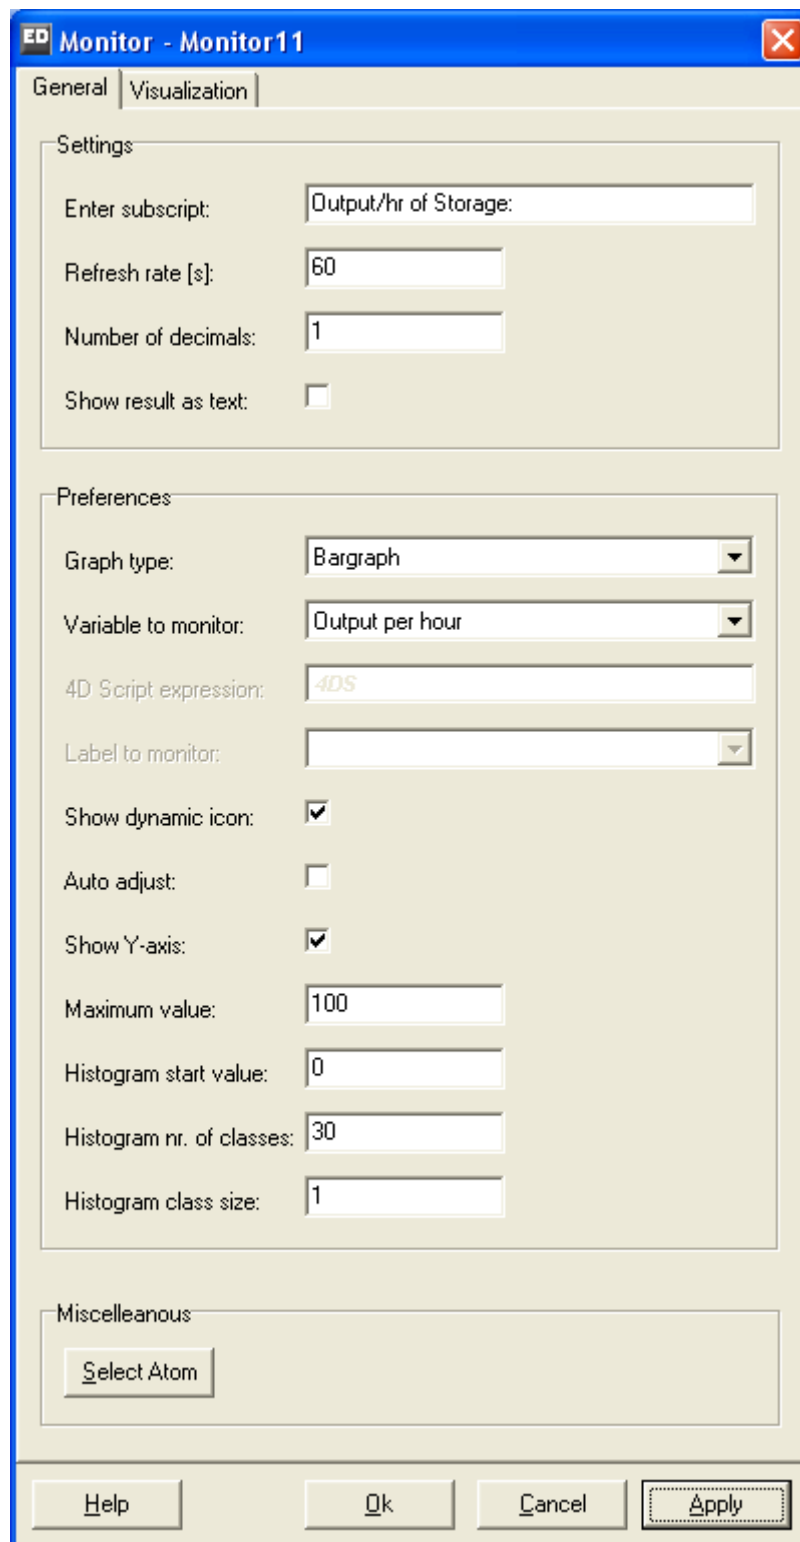 ED Monitor - Monitor11
General Visualization
Settings
Enter subscript: Output/hr of Storage:
Refresh rate [s]: 60
Number of decimals: 1
Show result as text:
Preferences
Graph type: Bargraph
Variable to monitor: Output per hour
4D Script expression: 4DS
Label to monitor:
Show dynamic icon:
Auto adjust:
Show Y-axis:
Maximum value: 100
Histogram start value: 0
Histogram nr. of classes: 30
Histogram class size: 1
Miscelleanous
Select Atom
Help Ok Cancel Apply